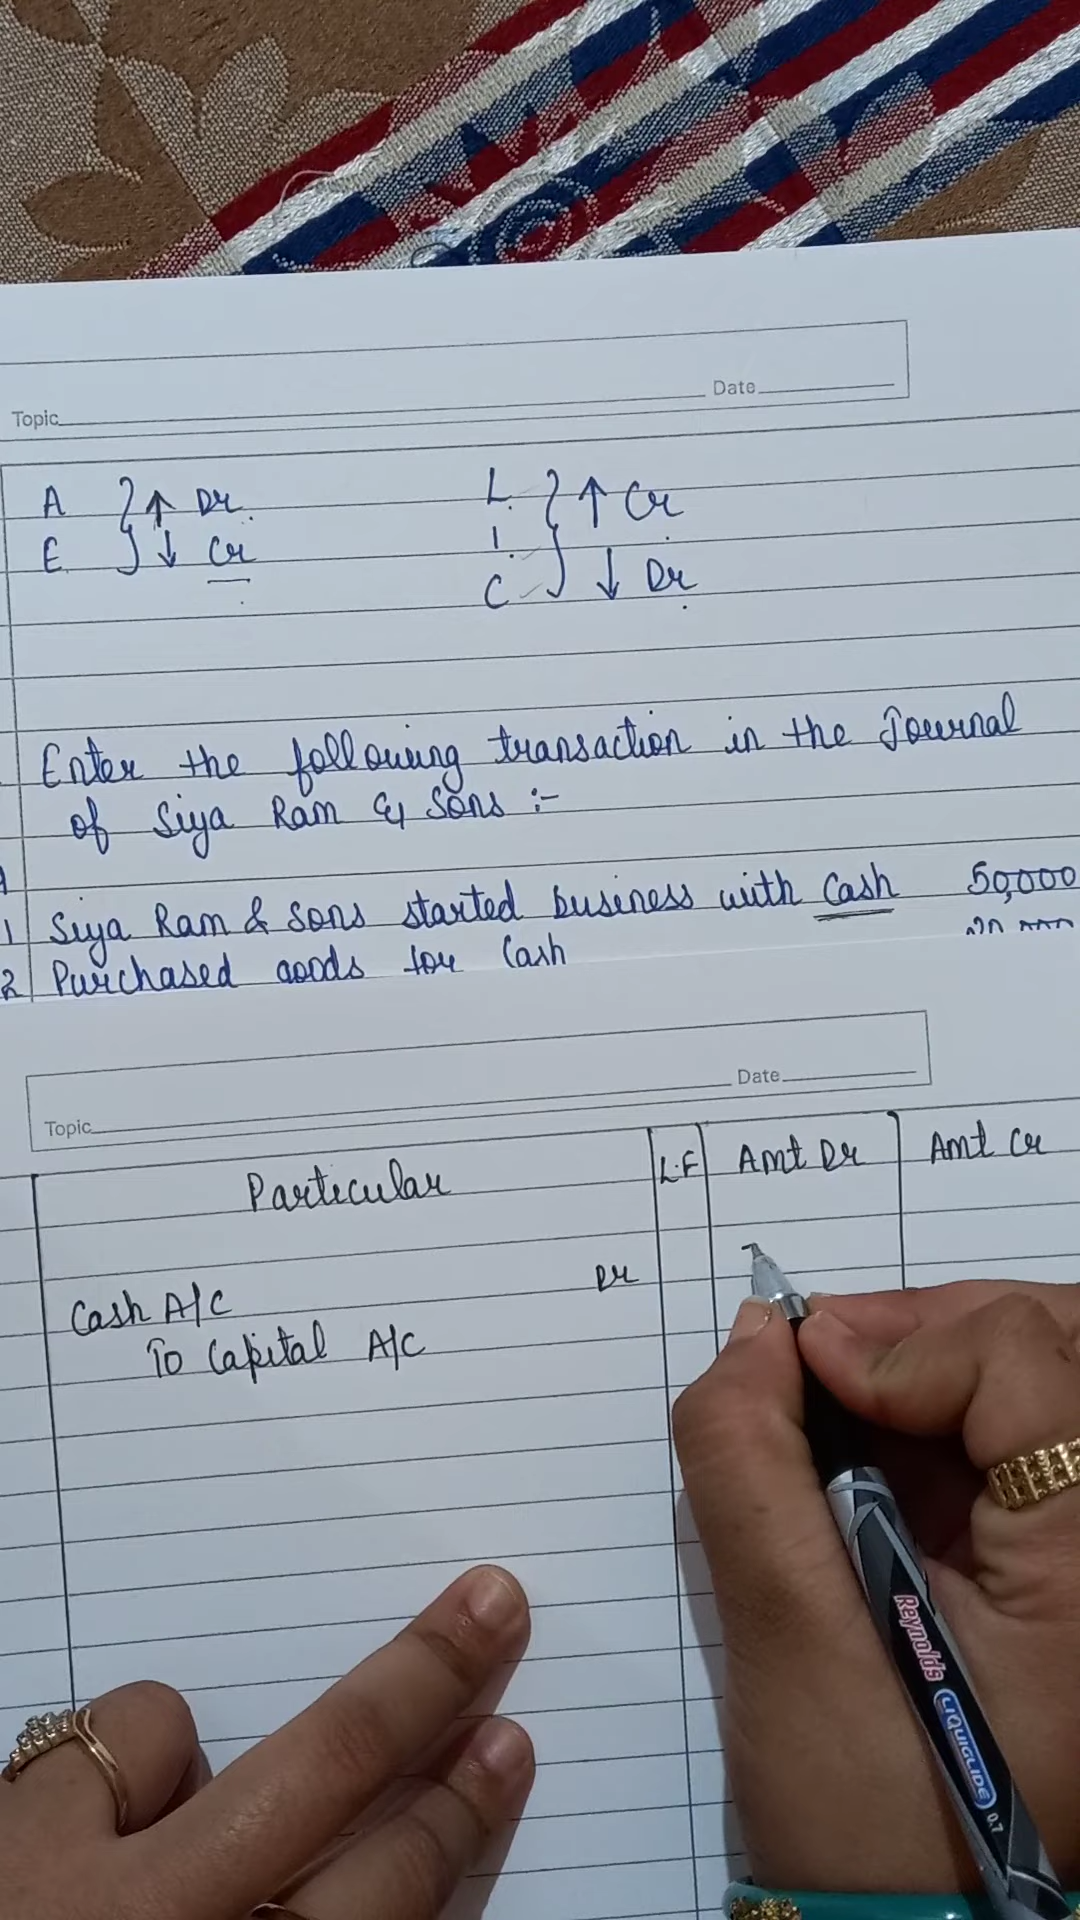 Topic Date
A ↑ Dr. L. ↑ Cr
E. ↓ Cr I.
C ↓ Dr
Enter the following transaction in the Journal
of Siya Ram & Sons :-
1 Siya Ram & Sons started business with Cash 50,000
2 Purchased goods for Cash
Topic Date
Particular L.F Amt Dr Amt Cr
Cash A/C Dr
To Capital A/C
Reynolds LIQUIGLIDE 0.7